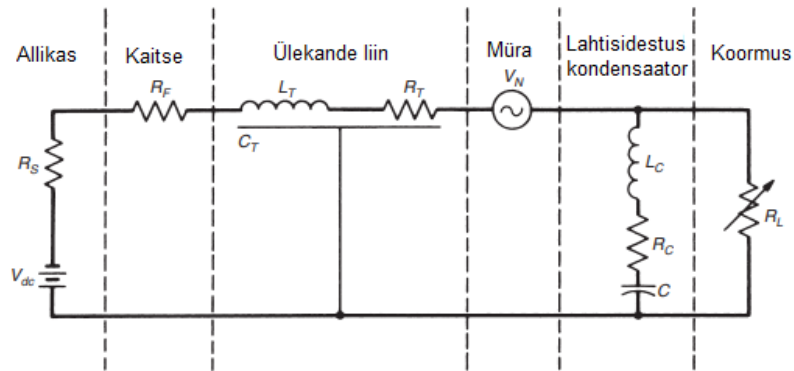 Allikas
Kaitse
Ülekande liin
Müra
Lahtisidestus
kondensaator
Koormus
R_F
L_T
R_T
V_N
C_T
R_S
L_C
R_L
R_C
V_dc
C